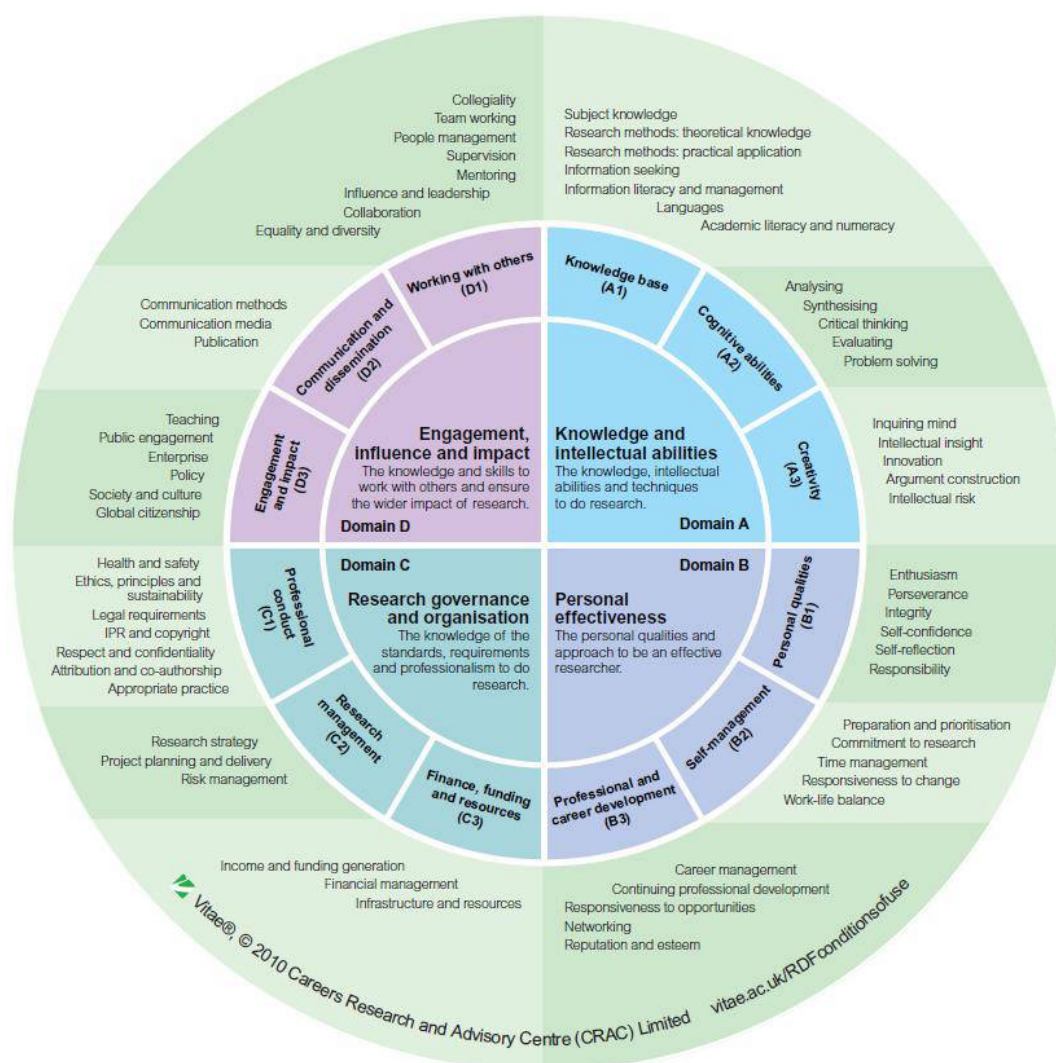 Collegiality
Team working
People management
Supervision
Mentoring
Influence and leadership
Collaboration
Equality and diversity
Subject knowledge
Research methods: theoretical knowledge
Research methods: practical application
Information seeking
Information literacy and management
Languages
Academic literacy and numeracy
Communication methods
Communication media
Publication
Analysing
Synthesising
Critical thinking
Evaluating
Problem solving
Teaching
Public engagement
Enterprise
Policy
Society and culture
Global citizenship
Inquiring mind
Intellectual insight
Innovation
Argument construction
Intellectual risk
Working with others
(D1)
Knowledge base
(A1)
Communication and
dissemination
(D2)
Cognitive abilities
(A2)
Engagement
and impact
(D3)
Creativity
(A3)
Engagement,
influence and impact
The knowledge and skills to
work with others and ensure
the wider impact of research.
Domain D
Knowledge and
intellectual abilities
The knowledge, intellectual
abilities and techniques
to do research.
Domain A
Domain C
Research governance
and organisation
The knowledge of the
standards, requirements
and professionalism to do
research.
Domain B
Personal
effectiveness
The personal qualities and
approach to be an effective
researcher.
Professional
conduct
(C1)
Personal qualities
(B1)
Research
management
(C2)
Self-management
(B2)
Finance, funding
and resources
(C3)
Professional and
career development
(B3)
Health and safety
Ethics, principles and
sustainability
Legal requirements
IPR and copyright
Respect and confidentiality
Attribution and co-authorship
Appropriate practice
Enthusiasm
Perseverance
Integrity
Self-confidence
Self-reflection
Responsibility
Research strategy
Project planning and delivery
Risk management
Preparation and prioritisation
Commitment to research
Time management
Responsiveness to change
Work-life balance
Income and funding generation
Financial management
Infrastructure and resources
Career management
Continuing professional development
Responsiveness to opportunities
Networking
Reputation and esteem
Vitae®, © 2010 Careers Research and Advisory Centre (CRAC) Limited vitae.ac.uk/RDFconditionsofuse